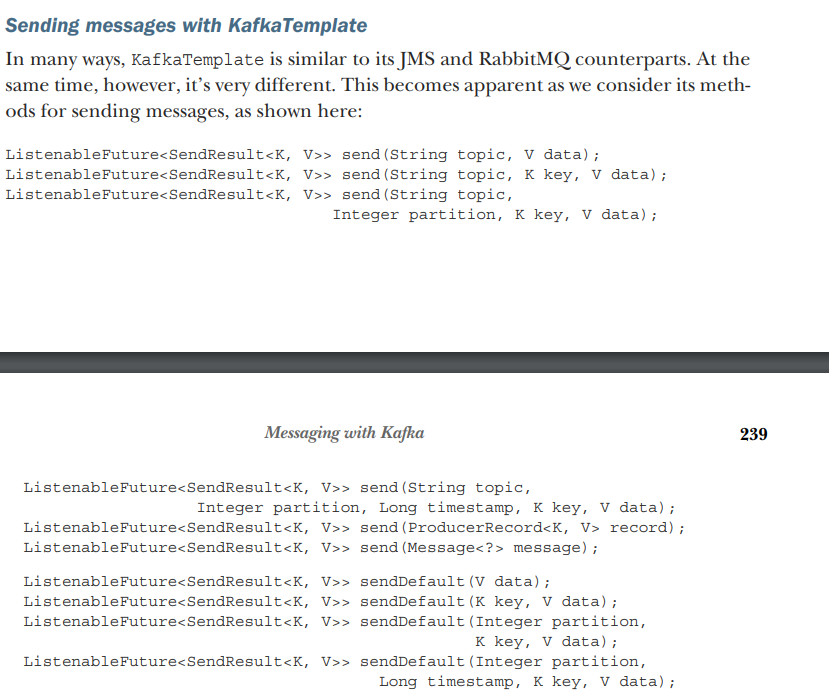 Sending messages with KafkaTemplate
In many ways, KafkaTemplate is similar to its JMS and RabbitMQ counterparts. At the
same time, however, it's very different. This becomes apparent as we consider its meth-
ods for sending messages, as shown here:
ListenableFuture<SendResult<K, V>> send(String topic, V data);
ListenableFuture<SendResult<K, V>> send(String topic, K key, V data);
ListenableFuture<SendResult<K, V>> send(String topic,
Integer partition, K key, V data);
Messaging with Kafka 239
ListenableFuture<SendResult<K, V>> send(String topic,
Integer partition, Long timestamp, K key, V data);
ListenableFuture<SendResult<K, V>> send(ProducerRecord<K, V> record);
ListenableFuture<SendResult<K, V>> send(Message<?> message);
ListenableFuture<SendResult<K, V>> sendDefault(V data);
ListenableFuture<SendResult<K, V>> sendDefault(K key, V data);
ListenableFuture<SendResult<K, V>> sendDefault(Integer partition,
K key, V data);
ListenableFuture<SendResult<K, V>> sendDefault(Integer partition,
Long timestamp, K key, V data);